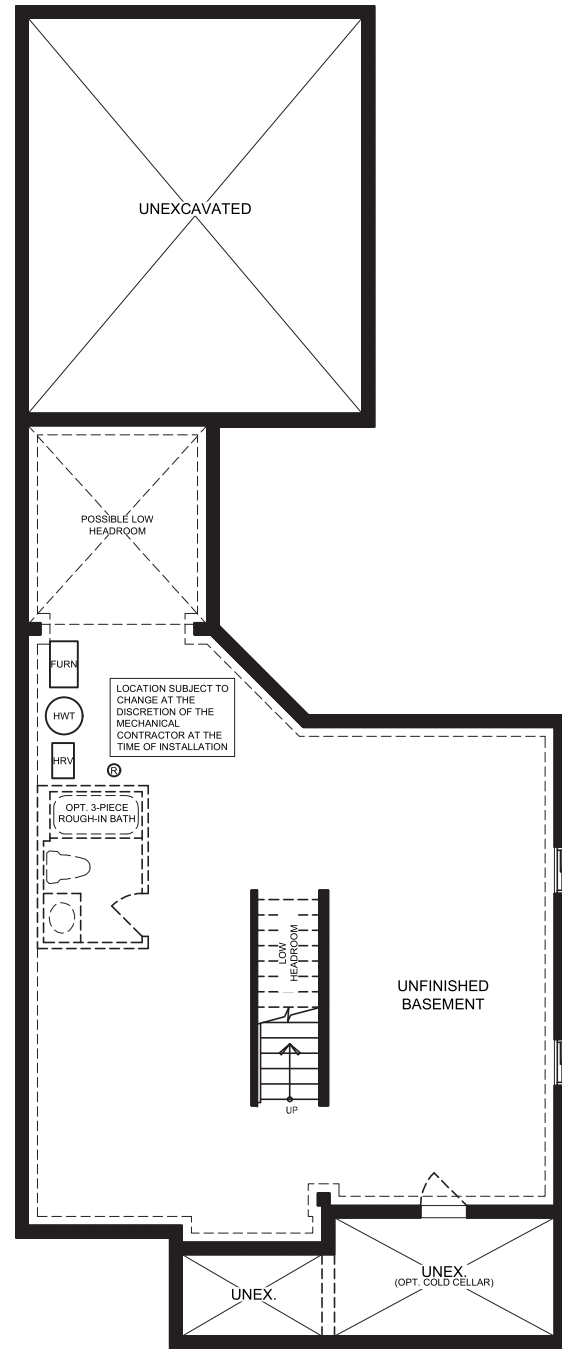 UNEXCAVATED
POSSIBLE LOW
HEADROOM
FURN
LOCATION SUBJECT TO
CHANGE AT THE
DISCRETION OF THE
MECHANICAL
CONTRACTOR AT THE
TIME OF INSTALLATION
HWT
HRV
R
OPT. 3-PIECE
ROUGH-IN BATH
LOW
HEADROOM
UNFINISHED
BASEMENT
UP
UNEX.
(OPT. COLD CELLAR)
UNEX.